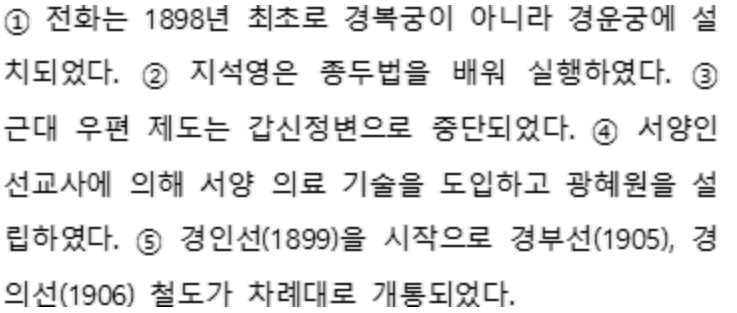 ① 전화는 1898년 최초로 경복궁이 아니라 경운궁에 설
치되었다. ② 지석영은 종두법을 배워 실행하였다. ③
근대 우편 제도는 갑신정변으로 중단되었다. ④ 서양인
선교사에 의해 서양 의료 기술을 도입하고 광혜원을 설
립하였다. ⑤ 경인선(1899)을 시작으로 경부선(1905), 경
의선(1906) 철도가 차례대로 개통되었다.